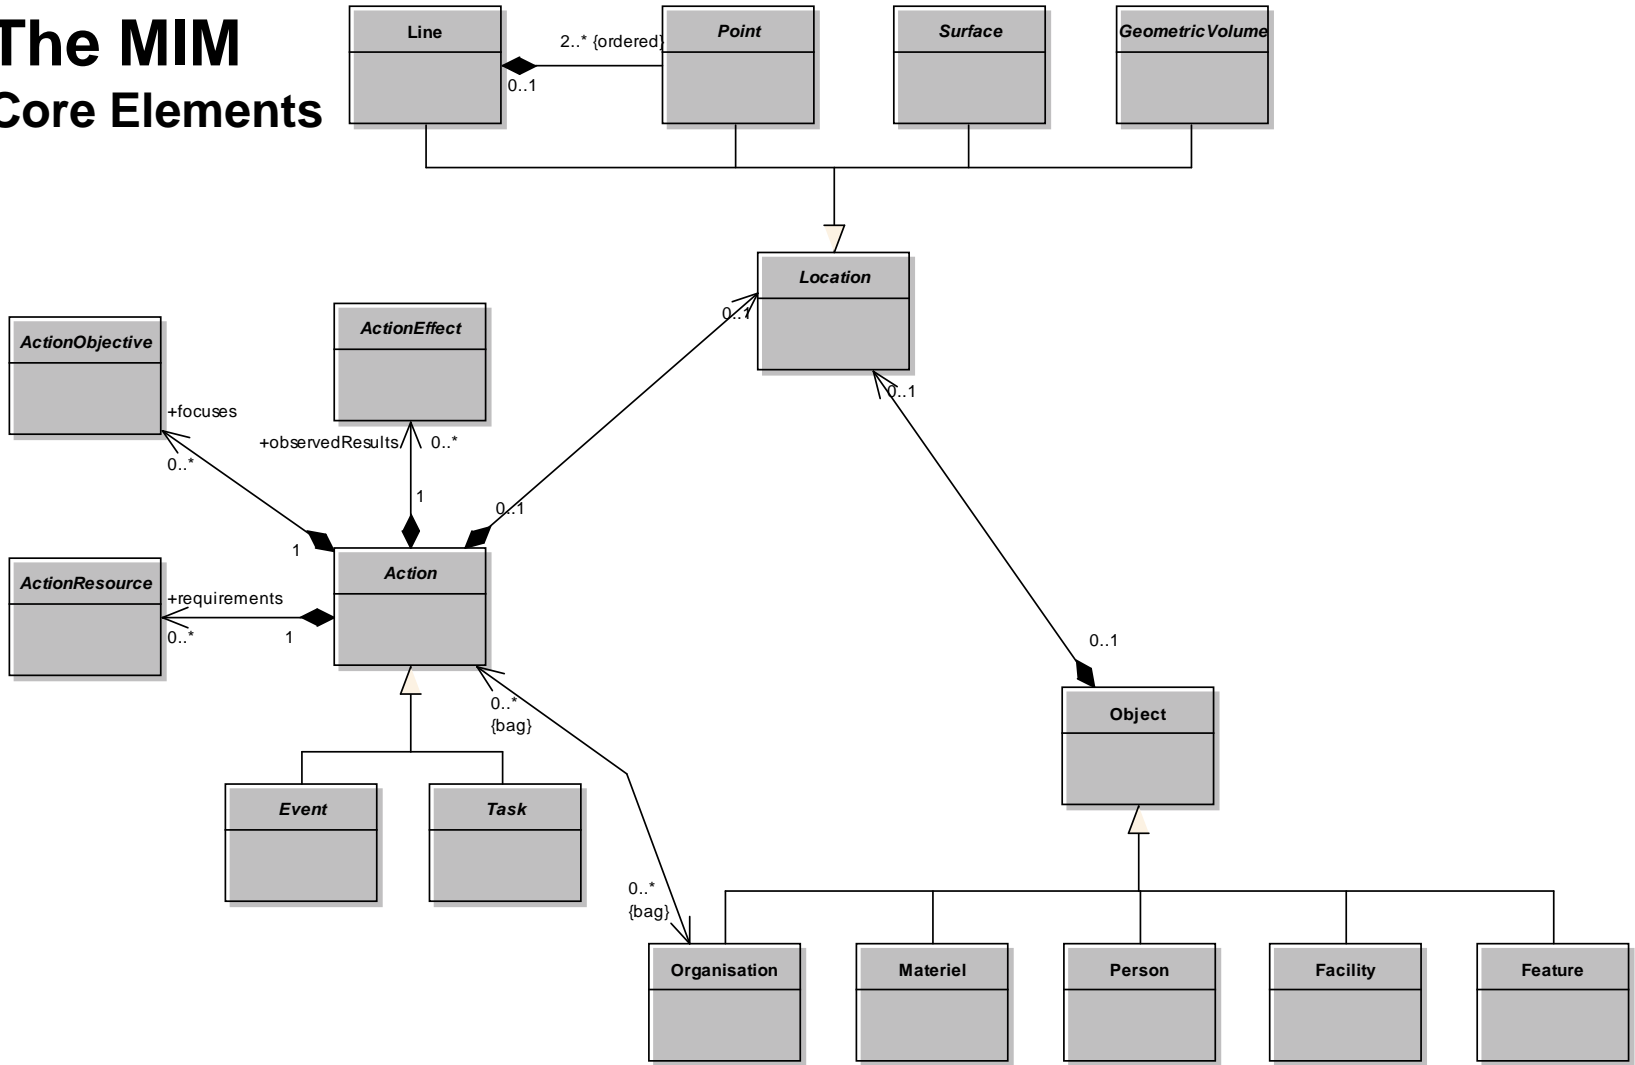 The MIM
Core Elements
Line
2..* {ordered}
0..1
Point
Surface
GeometricVolume
Location
0..1
0..1
ActionObjective
ActionEffect
+focuses
0..*
+observedResults
0..*
1
0..1
1
ActionResource
+requirements
0..*
1
Action
0..*
{bag}
0..1
Object
Event
Task
0..*
{bag}
Organisation
Materiel
Person
Facility
Feature